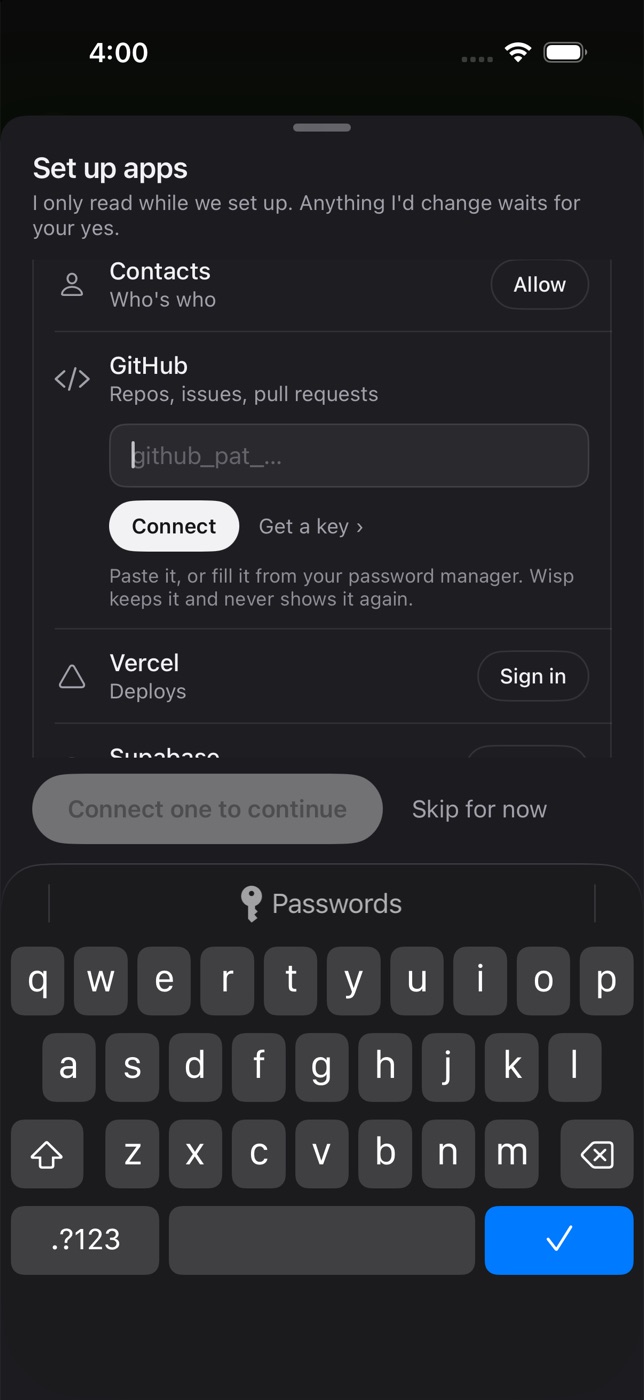 4:00
Set up apps
I only read while we set up. Anything I'd change waits for
your yes.
Contacts
Allow
Who's who
GitHub
Repos, issues, pull requests
github_pat_...
Connect
Get a key ›
Paste it, or fill it from your password manager. Wisp
keeps it and never shows it again.
Vercel
Sign in
Deploys
Supabase
Connect one to continue
Skip for now
Passwords
q w e r t y u i o p
a s d f g h j k l
z x c v b n m
.?123